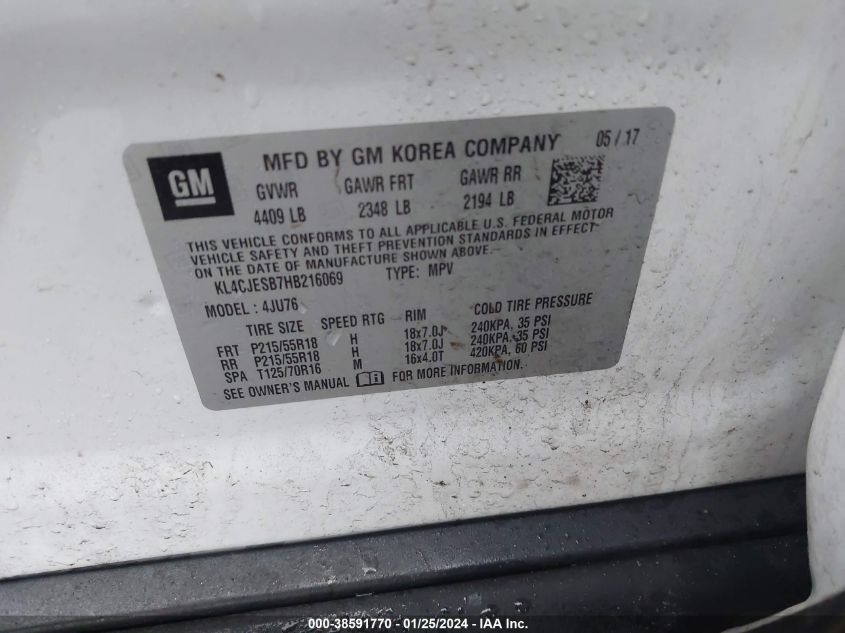 GM
MFD BY GM KOREA COMPANY 05 / 17
GVWR GAWR FRT GAWR RR
4409 LB 2348 LB 2194 LB
THIS VEHICLE CONFORMS TO ALL APPLICABLE U.S. FEDERAL MOTOR
VEHICLE SAFETY AND THEFT PREVENTION STANDARDS IN EFFECT
ON THE DATE OF MANUFACTURE SHOWN ABOVE.
KL4CJESB7HB216069 TYPE: MPV
MODEL: 4JU76
TIRE SIZE SPEED RTG RIM COLD TIRE PRESSURE
FRT P215/55R18 H 18x7.0J 240KPA, 35 PSI
RR P215/55R18 H 18x7.0J 240KPA, 35 PSI
SPA T125/70R16 M 16x4.0T 420KPA, 60 PSI
SEE OWNER'S MANUAL FOR MORE INFORMATION.
000-38591770 - 01/25/2024 - IAA Inc.